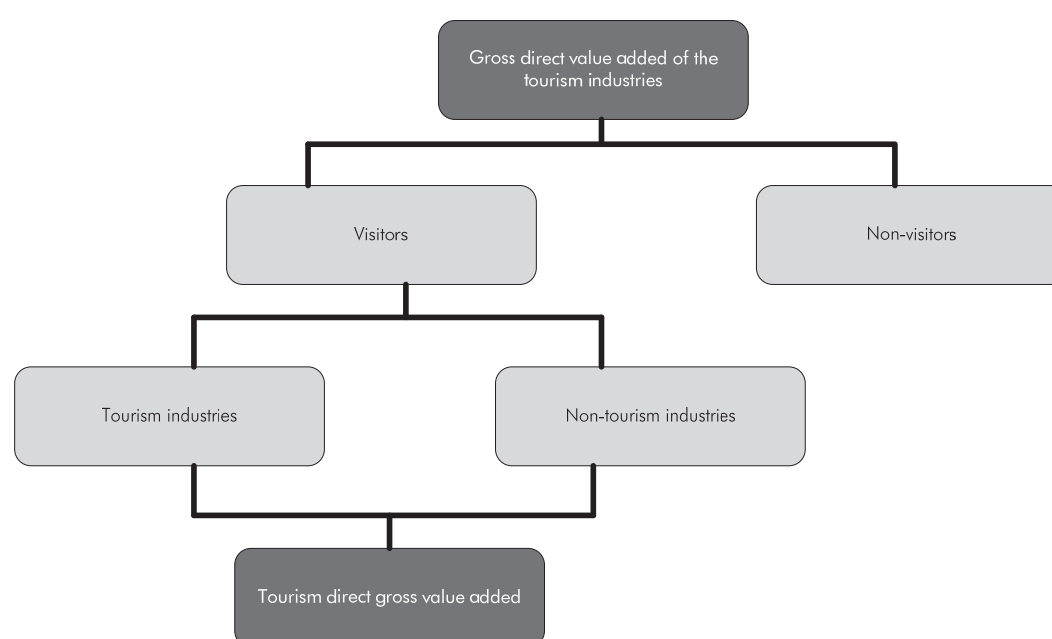 Gross direct value added of the
tourism industries
Visitors
Non-visitors
Tourism industries
Non-tourism industries
Tourism direct gross value added